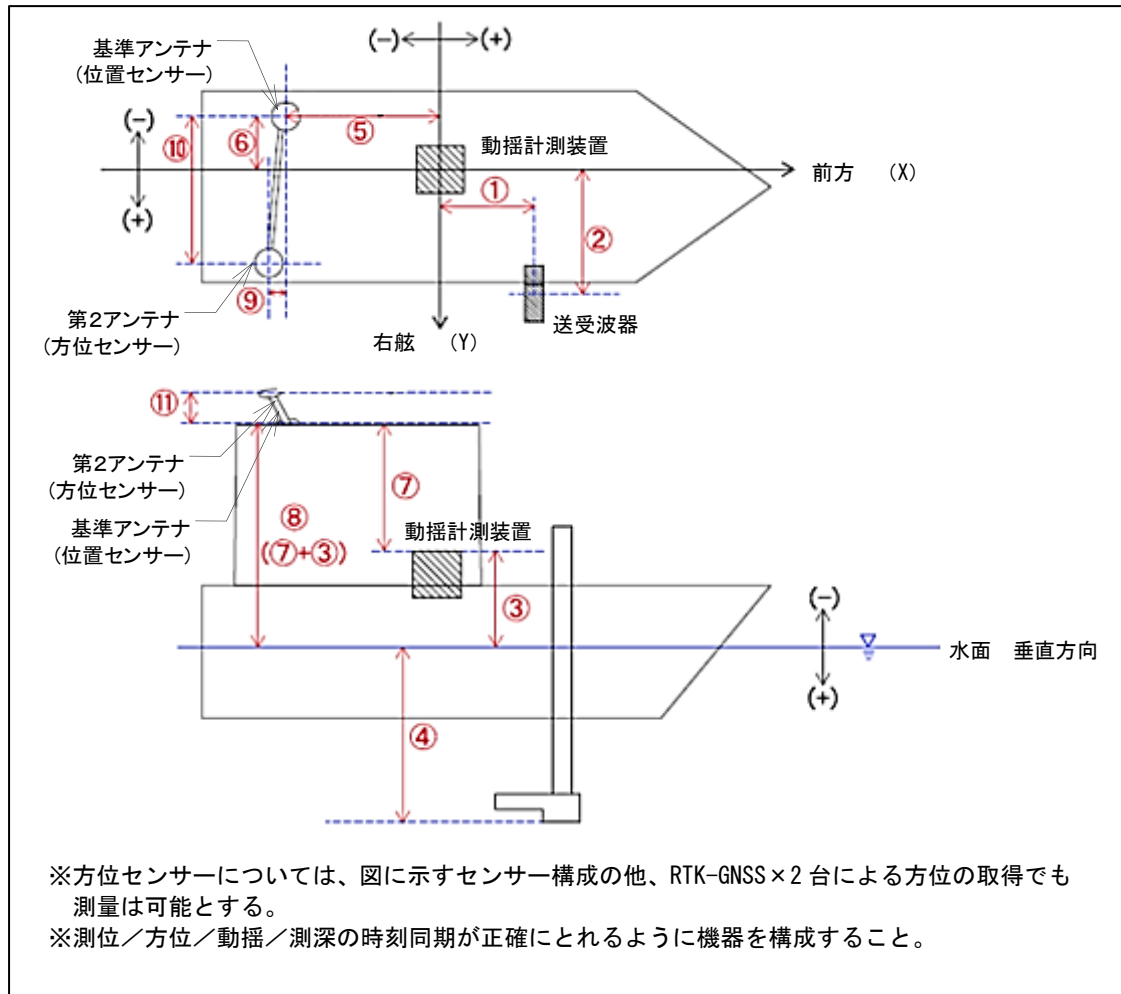 基準アンテナ
(位置センサー)
(-) (+)
(-)
⑩
⑥
⑤
動揺計測装置
前方 (X)
①
(+)
②
⑨
第2アンテナ
(方位センサー)
右舷 (Y)
送受波器
⑪
第2アンテナ
(方位センサー)
基準アンテナ
(位置センサー)
⑦
⑧
(⑦+③)
動揺計測装置
③
(-)
水面 垂直方向
(+)
④
※方位センサーについては、図に示すセンサー構成の他、RTK-GNSS×2台による方位の取得でも
測量は可能とする。
※測位/方位/動揺/測深の時刻同期が正確にとれるように機器を構成すること。